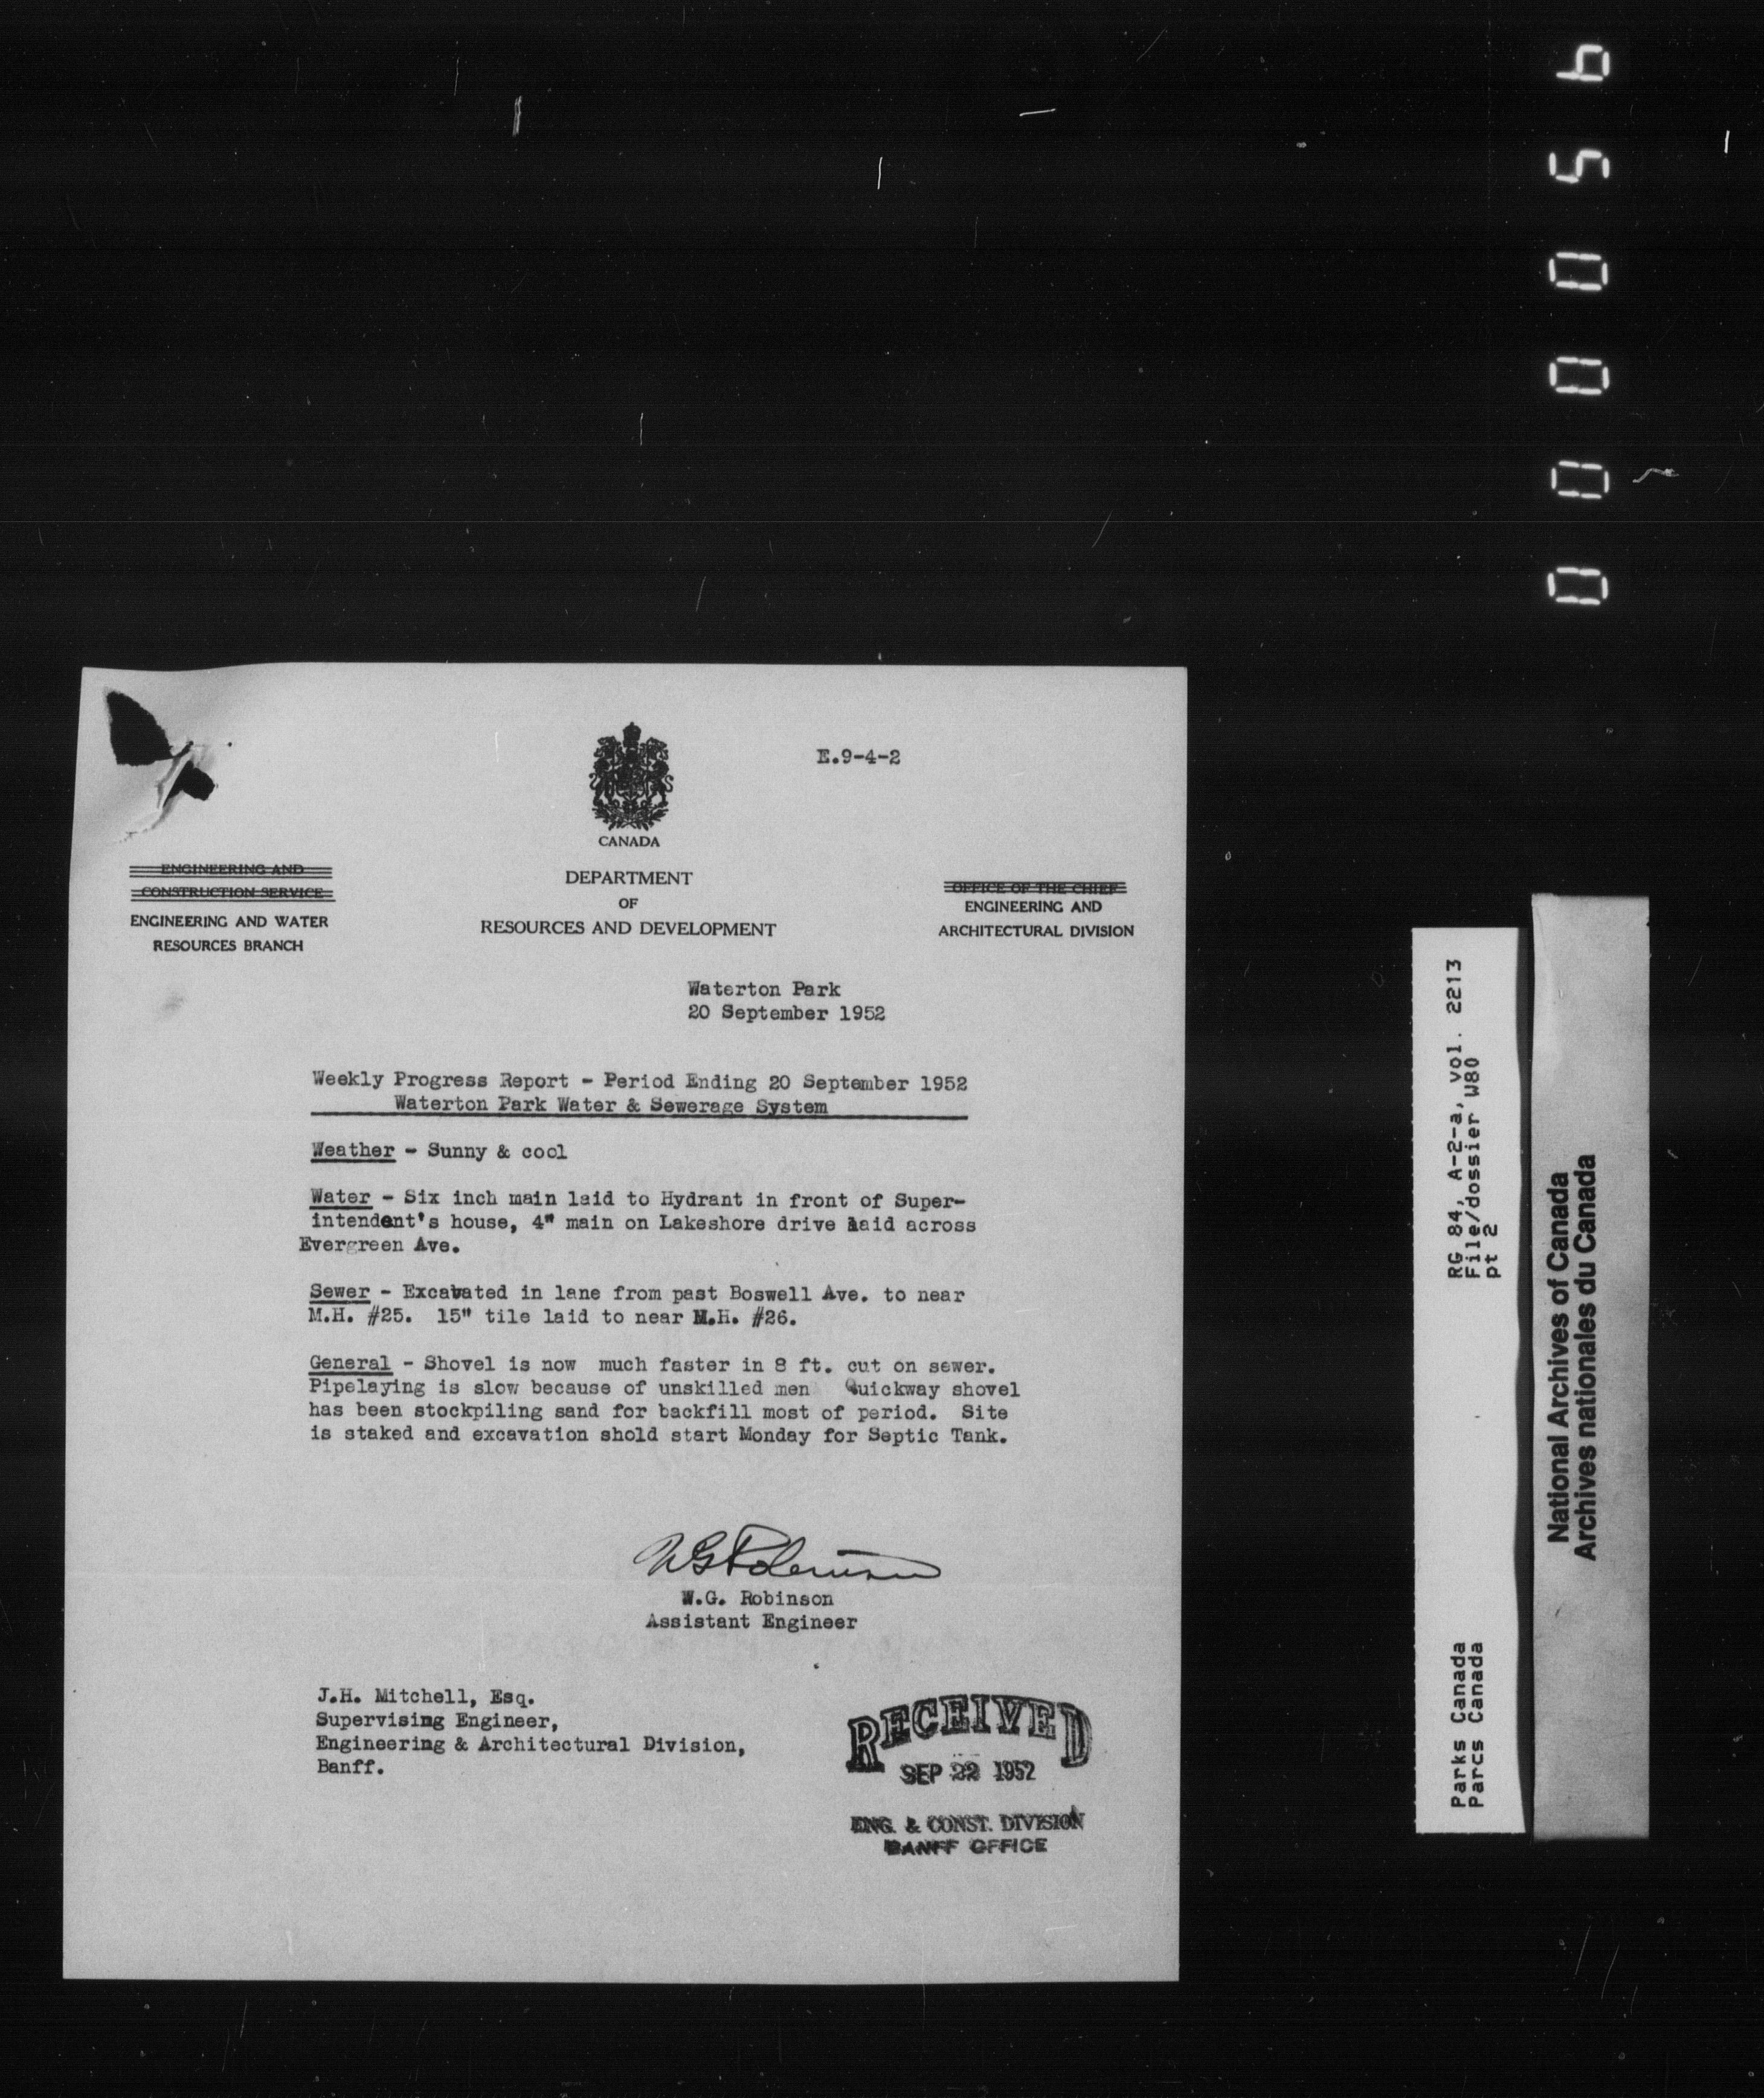 000056
E.9-4-2
CANADA
ENGINEERING AND
CONSTRUCTION SERVICE
ENGINEERING AND WATER
RESOURCES BRANCH
DEPARTMENT
OF
RESOURCES AND DEVELOPMENT
OFFICE OF THE CHIEF
ENGINEERING AND
ARCHITECTURAL DIVISION
Waterton Park
20 September 1952
Weekly Progress Report - Period Ending 20 September 1952
Waterton Park Water & Sewerage System
Weather - Sunny & cool
Water - Six inch main laid to Hydrant in front of Super-
intendent's house, 4" main on Lakeshore drive laid across
Evergreen Ave.
Sewer - Excavated in lane from past Boswell Ave. to near
M.H. #25. 15" tile laid to near M.H. #26.
General - Shovel is now much faster in 8 ft. cut on sewer.
Pipelaying is slow because of unskilled men Quickway shovel
has been stockpiling sand for backfill most of period. Site
is staked and excavation shold start Monday for Septic Tank.
WG Robinson
W.G. Robinson
Assistant Engineer
J.H. Mitchell, Esq.
Supervising Engineer,
Engineering & Architectural Division,
Banff.
RECEIVED
SEP 22 1952
ENG. & CONST. DIVISION
BANFF OFFICE
RG 84, A-2-a, vol. 2213
File/dossier W80
pt 2
Parks Canada
Parcs Canada
National Archives of Canada
Archives nationales du Canada